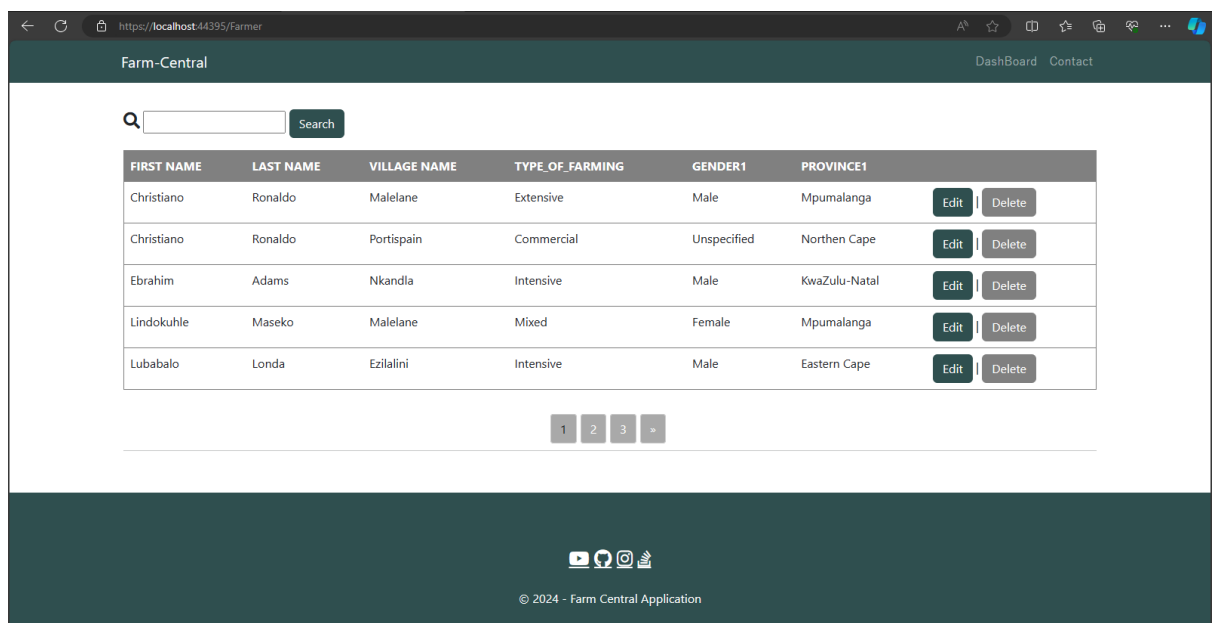 https://localhost:44395/Farmer
Farm-Central DashBoard Contact
Search
FIRST NAME LAST NAME VILLAGE NAME TYPE_OF_FARMING GENDER1 PROVINCE1
Christiano Ronaldo Malelane Extensive Male Mpumalanga Edit | Delete
Christiano Ronaldo Portispain Commercial Unspecified Northen Cape Edit | Delete
Ebrahim Adams Nkandla Intensive Male KwaZulu-Natal Edit | Delete
Lindokuhle Maseko Malelane Mixed Female Mpumalanga Edit | Delete
Lubabalo Londa Ezilalini Intensive Male Eastern Cape Edit | Delete
1 2 3 »
© 2024 - Farm Central Application